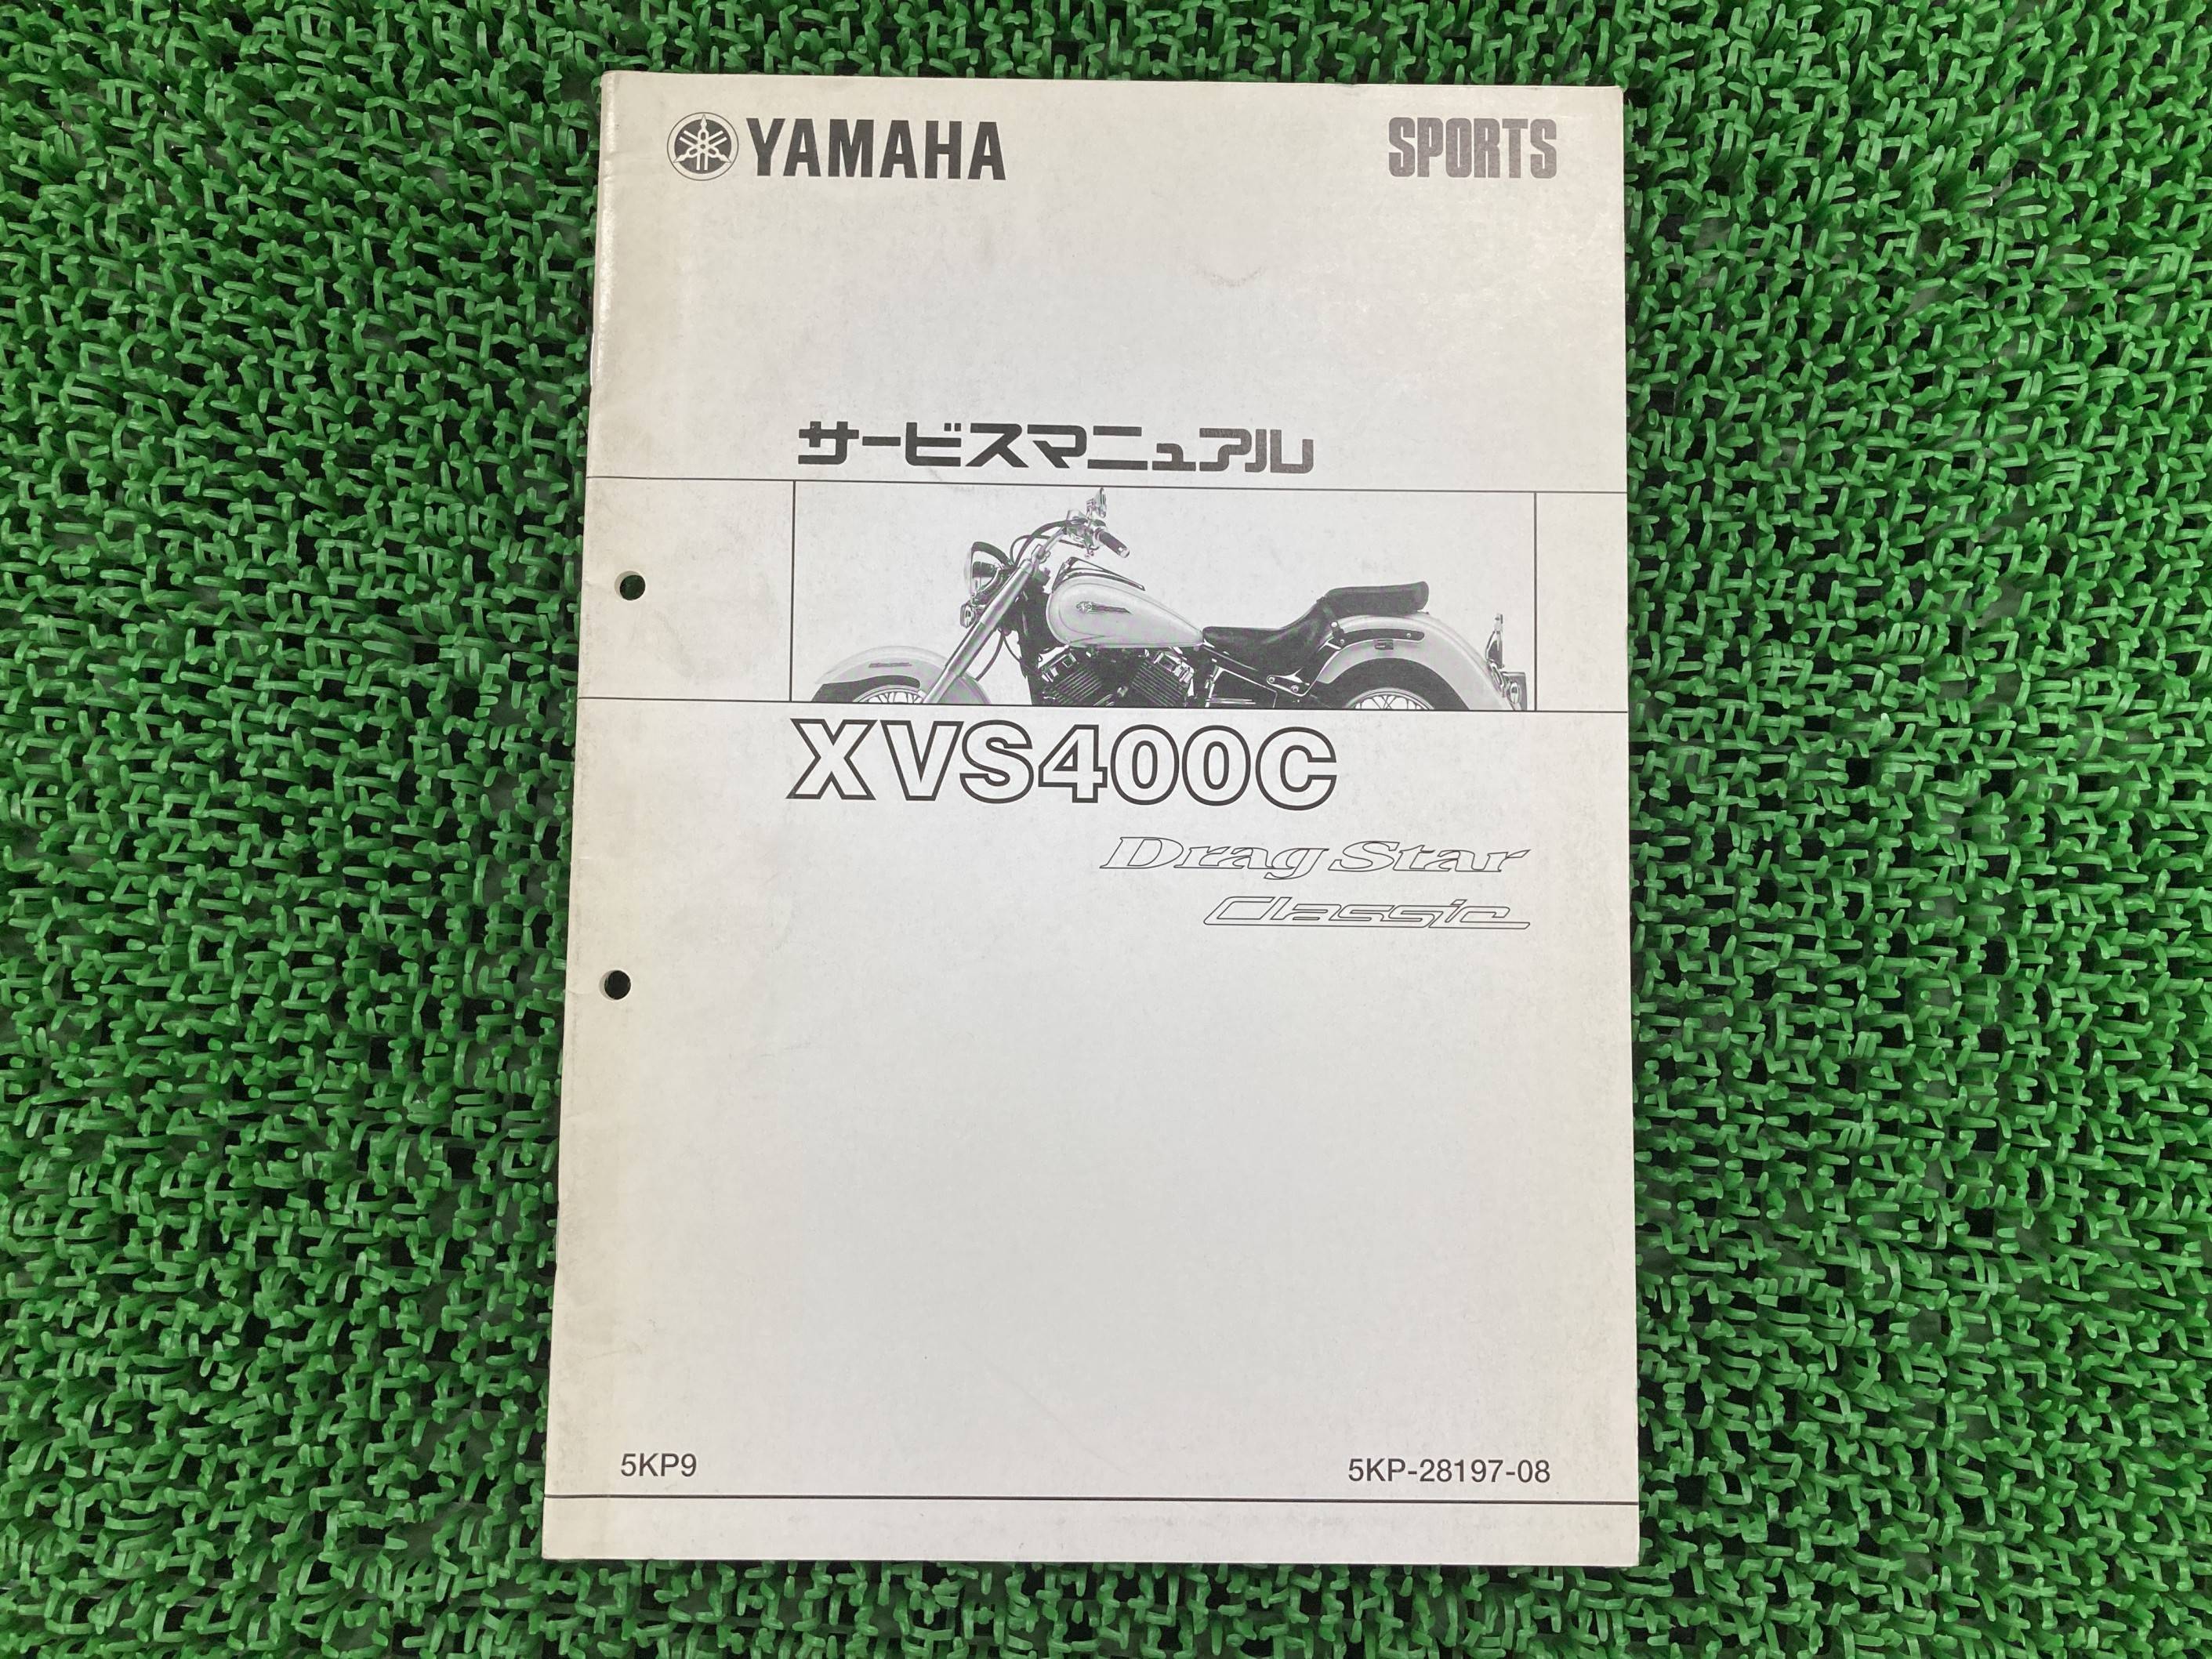 YAMAHA
SPORTS
サービスマニュアル
XVS400C
Drag Star
Classic
5KP9
5KP-28197-08